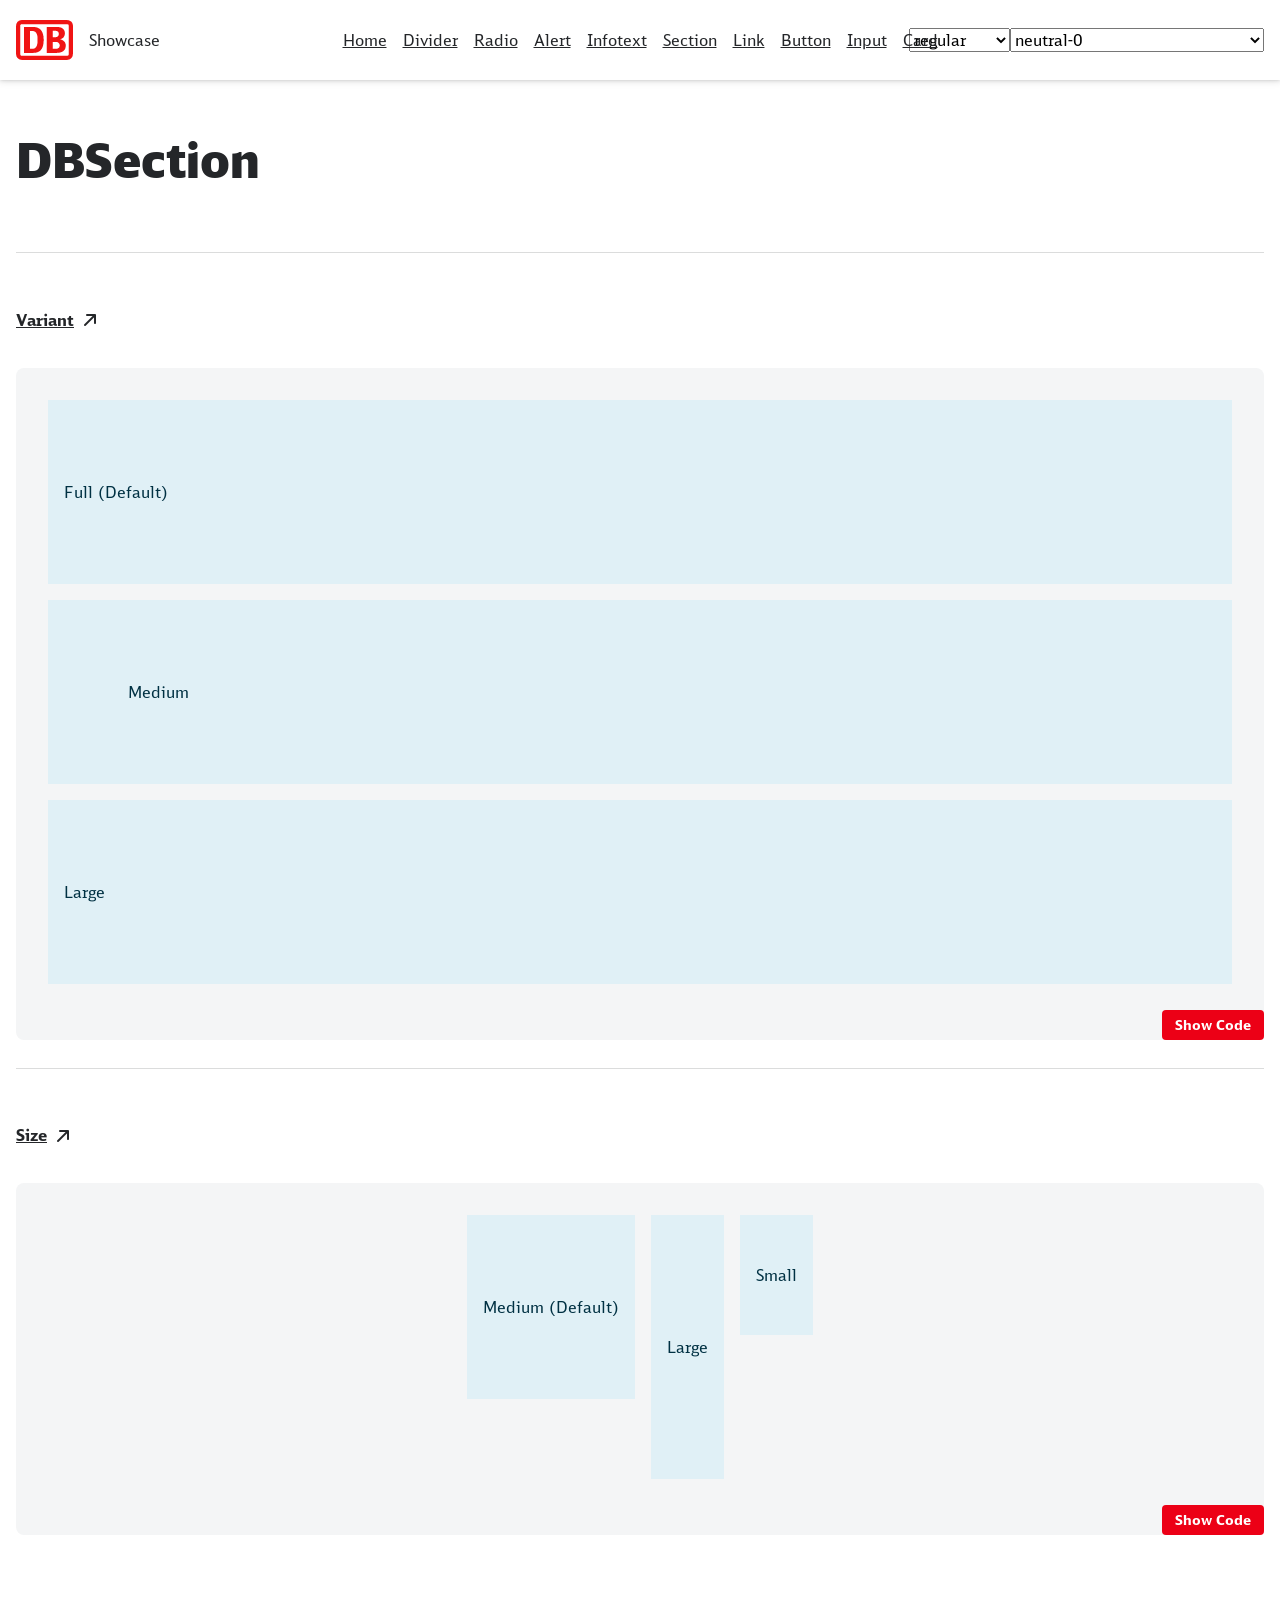 DB Showcase Home Divider Radio Alert Infotext Section Link Button Input Card regular neutral-0
DBSection
Variant
Full (Default)
Medium
Large
Show Code
Size
Medium (Default)
Large
Small
Show Code